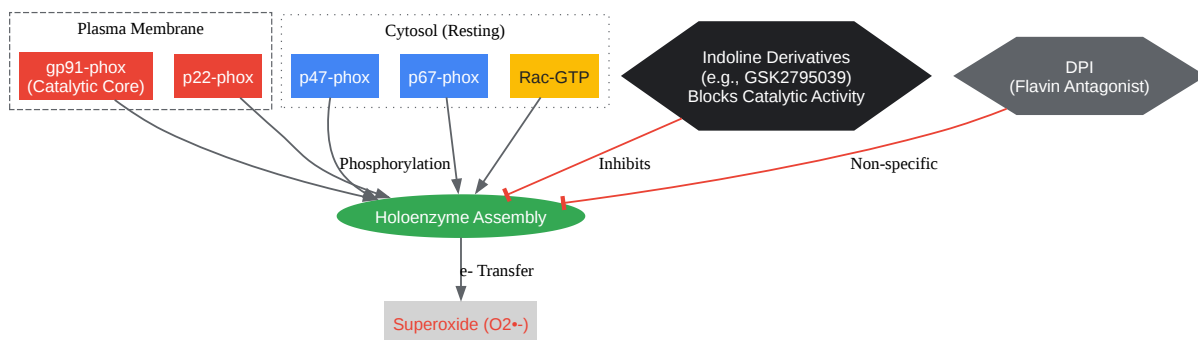 Plasma Membrane
gp91-phox
(Catalytic Core)
p22-phox
Cytosol (Resting)
p47-phox
p67-phox
Rac-GTP
Indoline Derivatives
(e.g., GSK2795039)
Blocks Catalytic Activity
DPI
(Flavin Antagonist)
Phosphorylation
Inhibits
Non-specific
Holoenzyme Assembly
e- Transfer
Superoxide (O2•-)